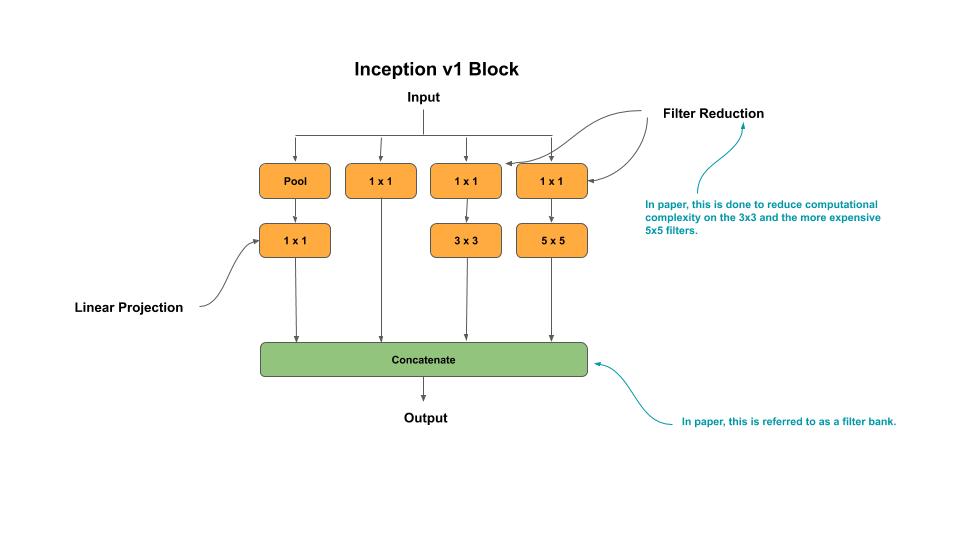 Inception v1 Block
Input
Filter Reduction
Pool
1 x 1
1 x 1
1 x 1
In paper, this is done to reduce computational
complexity on the 3x3 and the more expensive
5x5 filters.
1 x 1
3 x 3
5 x 5
Linear Projection
Concatenate
Output
In paper, this is referred to as a filter bank.